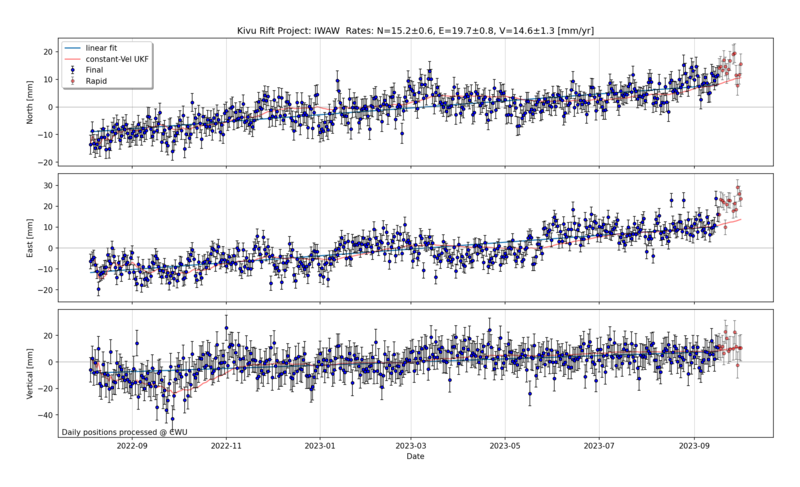 Kivu Rift Project: IWAW  Rates: N=15.2±0.6, E=19.7±0.8, V=14.6±1.3 [mm/yr]
linear fit
constant-Vel UKF
Final
Rapid
North [mm]
20
10
0
−10
−20
East [mm]
30
20
10
0
−10
−20
Vertical [mm]
20
0
−20
−40
Daily positions processed @ CWU
2022-09 2022-11 2023-01 2023-03 2023-05 2023-07 2023-09
Date